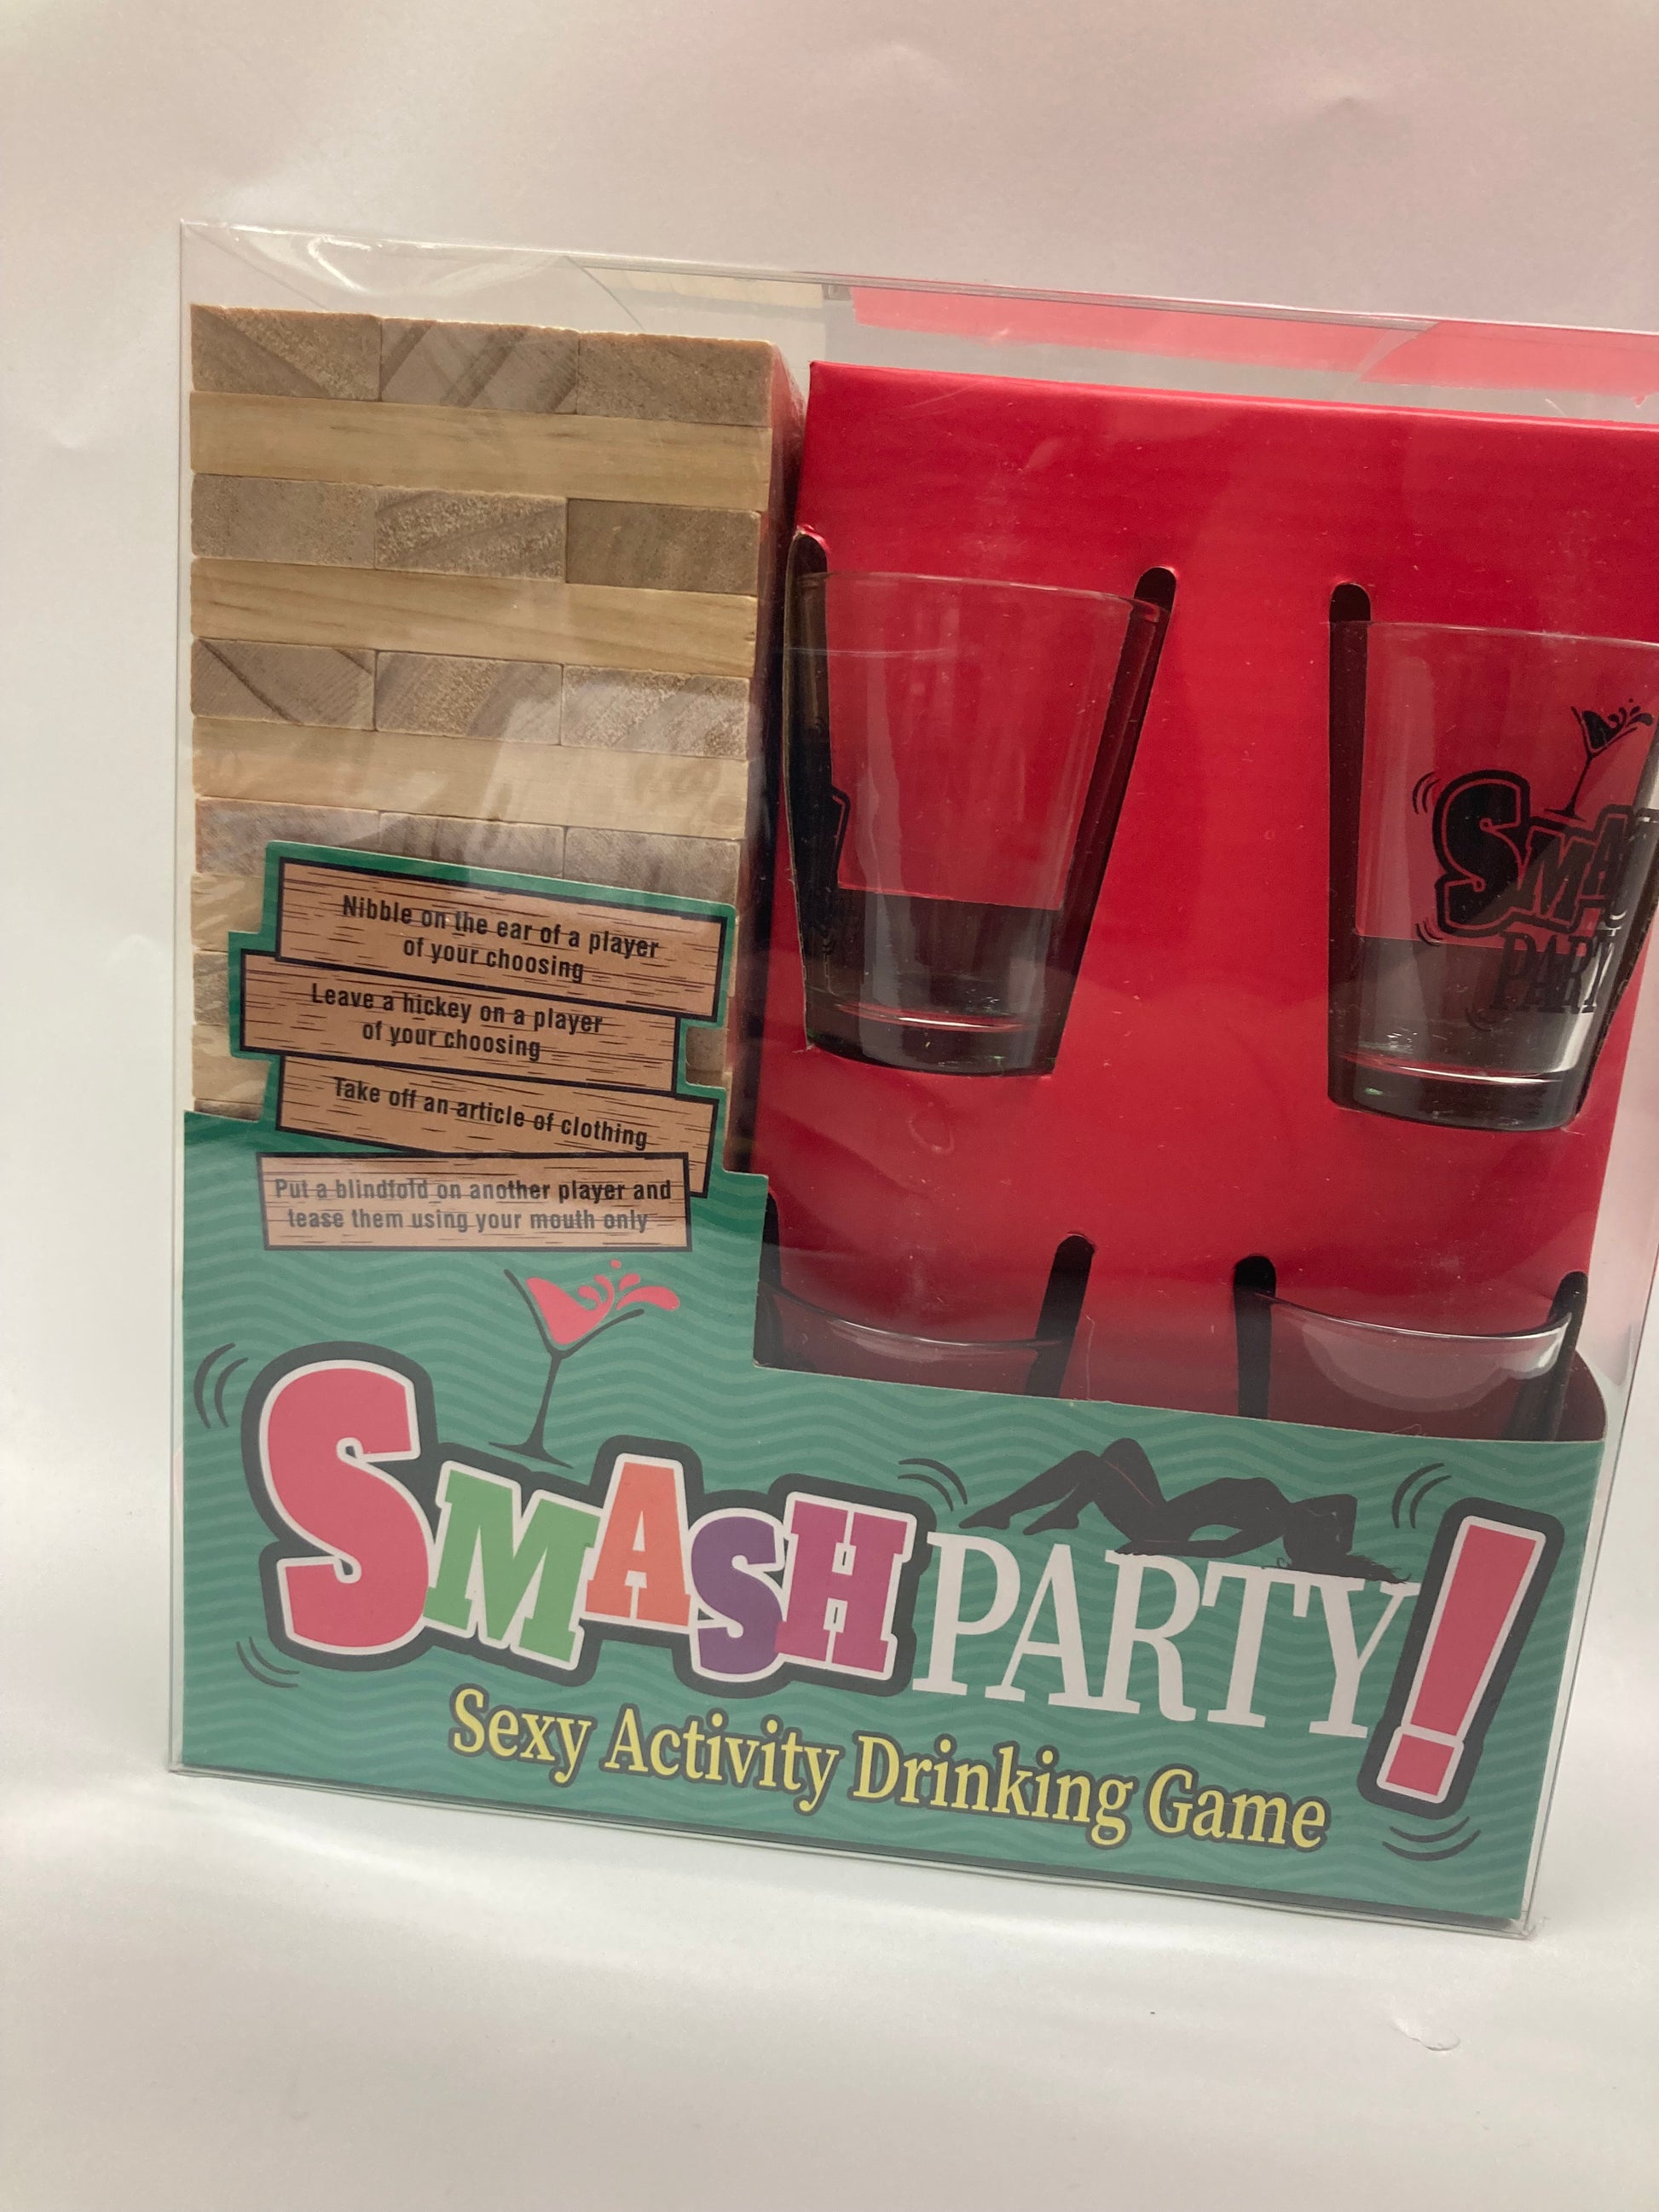 Nibble on the ear of a player
of your choosing
Leave a hickey on a player
of your choosing
Take off an article of clothing
Put a blindfold on another player and
tease them using your mouth only
SMASH PARTY!
Sexy Activity Drinking Game
SMA
PARTY